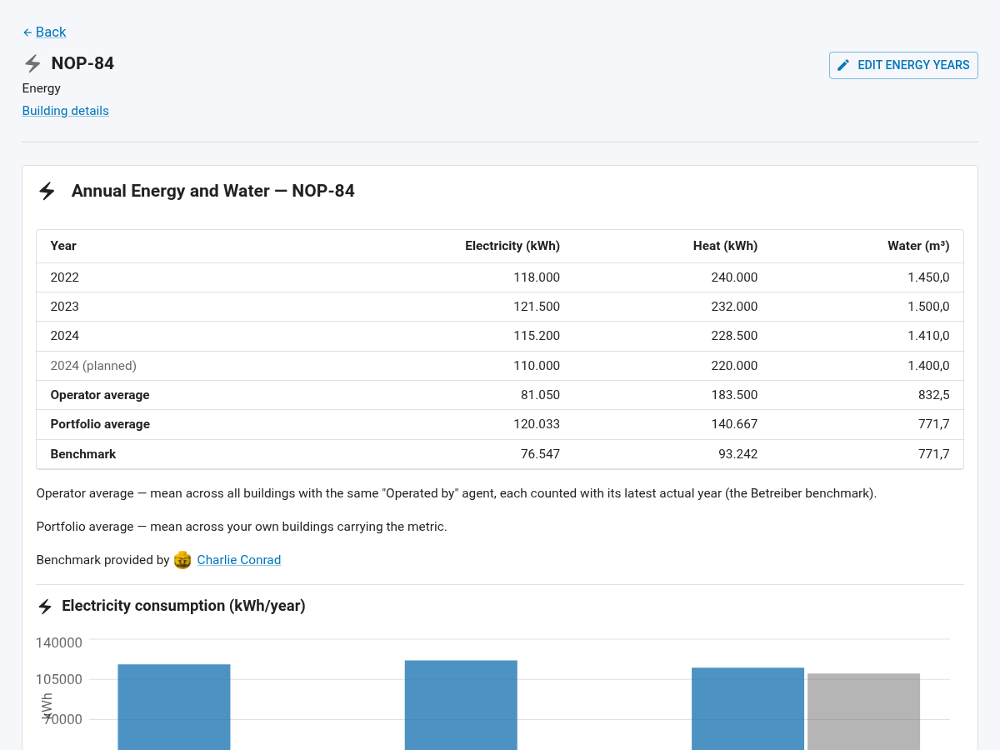 Back
NOP-84
EDIT ENERGY YEARS
Energy
Building details
Annual Energy and Water — NOP-84
Year Electricity (kWh) Heat (kWh) Water (m³)
2022 118.000 240.000 1.450,0
2023 121.500 232.000 1.500,0
2024 115.200 228.500 1.410,0
2024 (planned) 110.000 220.000 1.400,0
Operator average 81.050 183.500 832,5
Portfolio average 120.033 140.667 771,7
Benchmark 76.547 93.242 771,7
Operator average — mean across all buildings with the same "Operated by" agent, each counted with its latest actual year (the Betreiber benchmark).
Portfolio average — mean across your own buildings carrying the metric.
Benchmark provided by Charlie Conrad
Electricity consumption (kWh/year)
140000
105000
kWh
70000